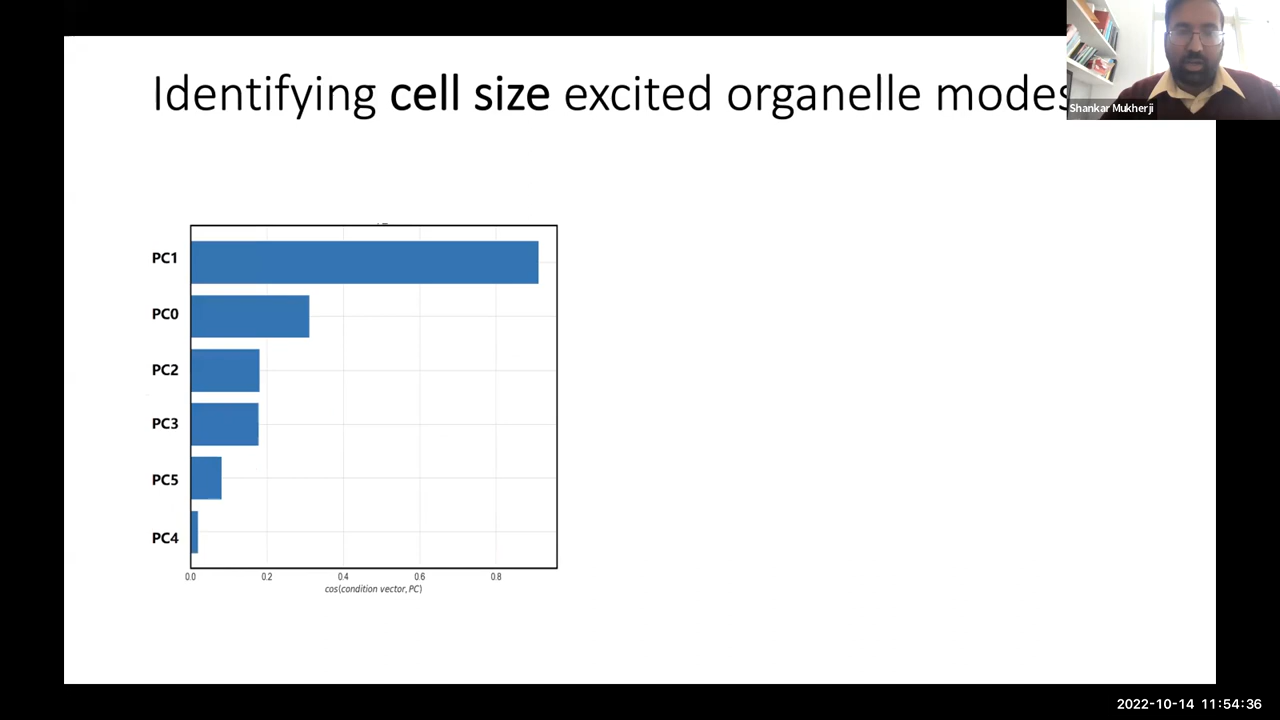 Identifying cell size excited organelle modes
Shankar Mukherji
PC1
PC0
PC2
PC3
PC5
PC4
0.0 0.2 0.4 0.6 0.8
cos(condition vector, PC)
2022-10-14 11:54:36